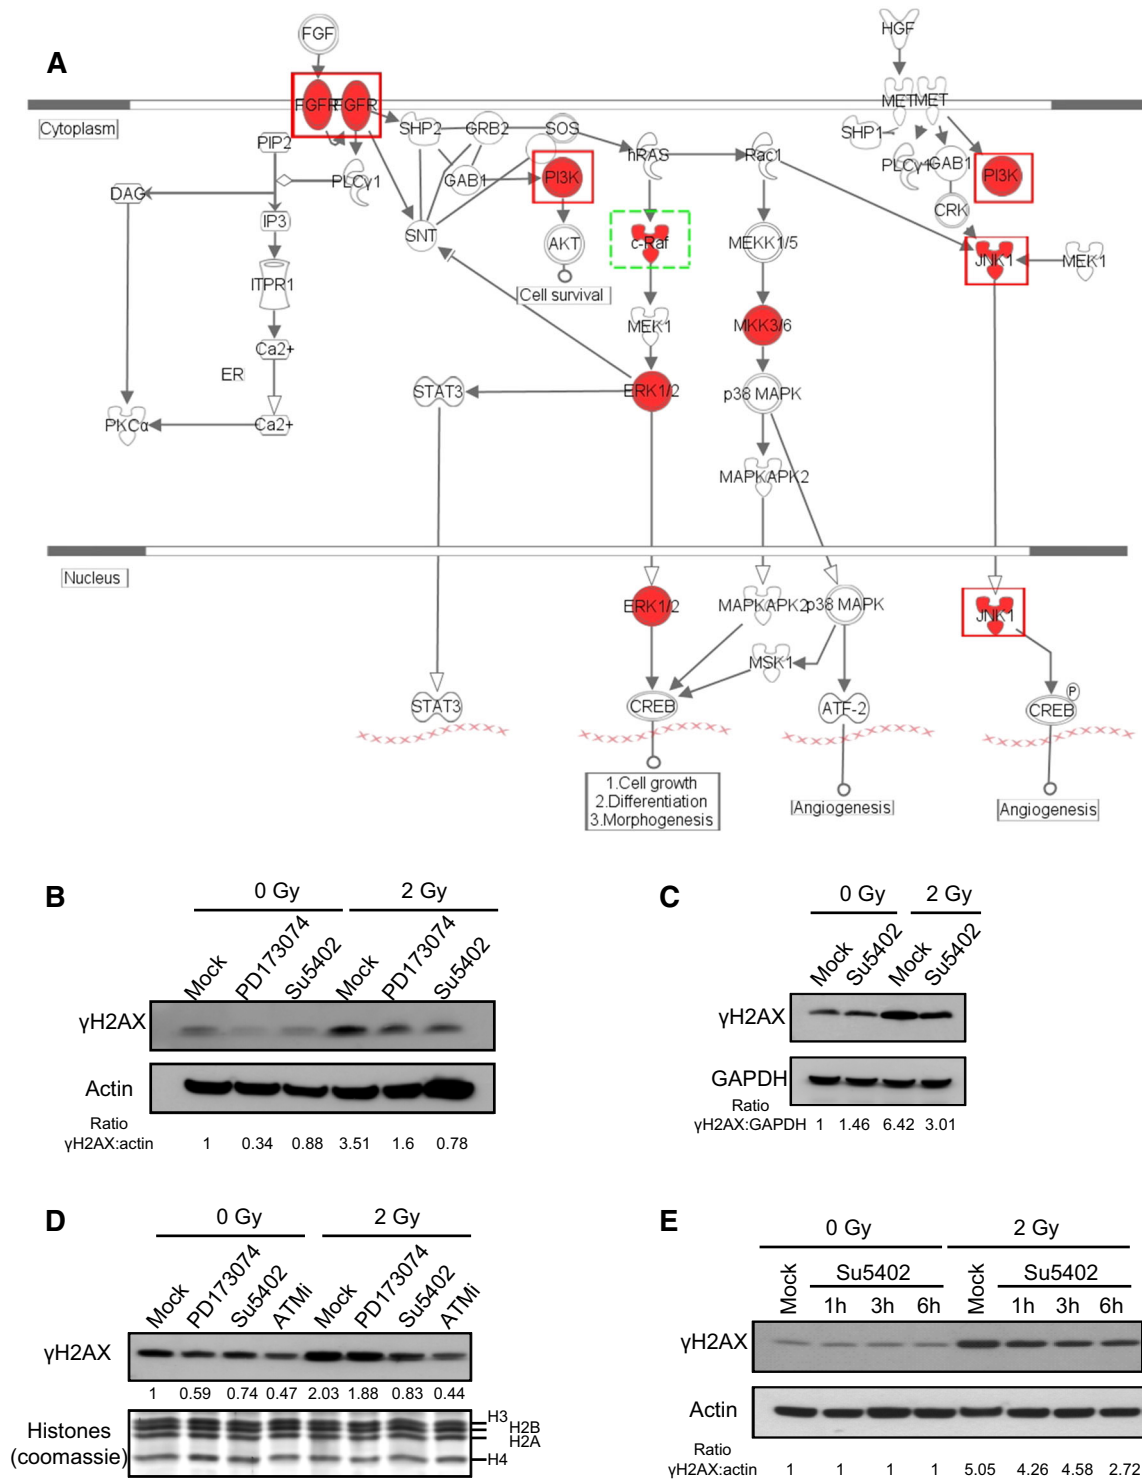 A
FGF
HGF
FGFR FGFR
MET MET
Cytoplasm
PIP2
SHP2
GRB2
SOS
SHP1
hRAS
Rac1
PLCγ1
GAB1
DAG
PLCγ1
GAB1
PI3K
PI3K
IP3
SNT
AKT
c-Raf
MEKK1/5
CRK
JNK1
MEK1
ITPR1
Cell survival
MEK1
MKK3/6
Ca2+
ER
STAT3
ERK1/2
p38 MAPK
PKCα
Ca2+
MAPKAPK2
Nucleus
ERK1/2
MAPKAPK2
p38 MAPK
JNK1
MSK1
STAT3
CREB
ATF-2
P
CREB
1.Cell growth
2.Differentiation
3.Morphogenesis
Angiogenesis
Angiogenesis
B
0 Gy 2 Gy
Mock PD173074 Su5402 Mock PD173074 Su5402
γH2AX
Actin
Ratio
γH2AX:actin 1 0.34 0.88 3.51 1.6 0.78
C
0 Gy 2 Gy
Mock Su5402 Mock Su5402
γH2AX
GAPDH
Ratio
γH2AX:GAPDH 1 1.46 6.42 3.01
D
0 Gy 2 Gy
Mock PD173074 Su5402 ATMi Mock PD173074 Su5402 ATMi
γH2AX
1 0.59 0.74 0.47 2.03 1.88 0.83 0.44
Histones
(coomassie)
H3
H2B
H2A
H4
E
0 Gy 2 Gy
Mock Su5402 Mock Su5402
1h 3h 6h 1h 3h 6h
γH2AX
Actin
Ratio
γH2AX:actin 1 1 1 1 5.05 4.26 4.58 2.72